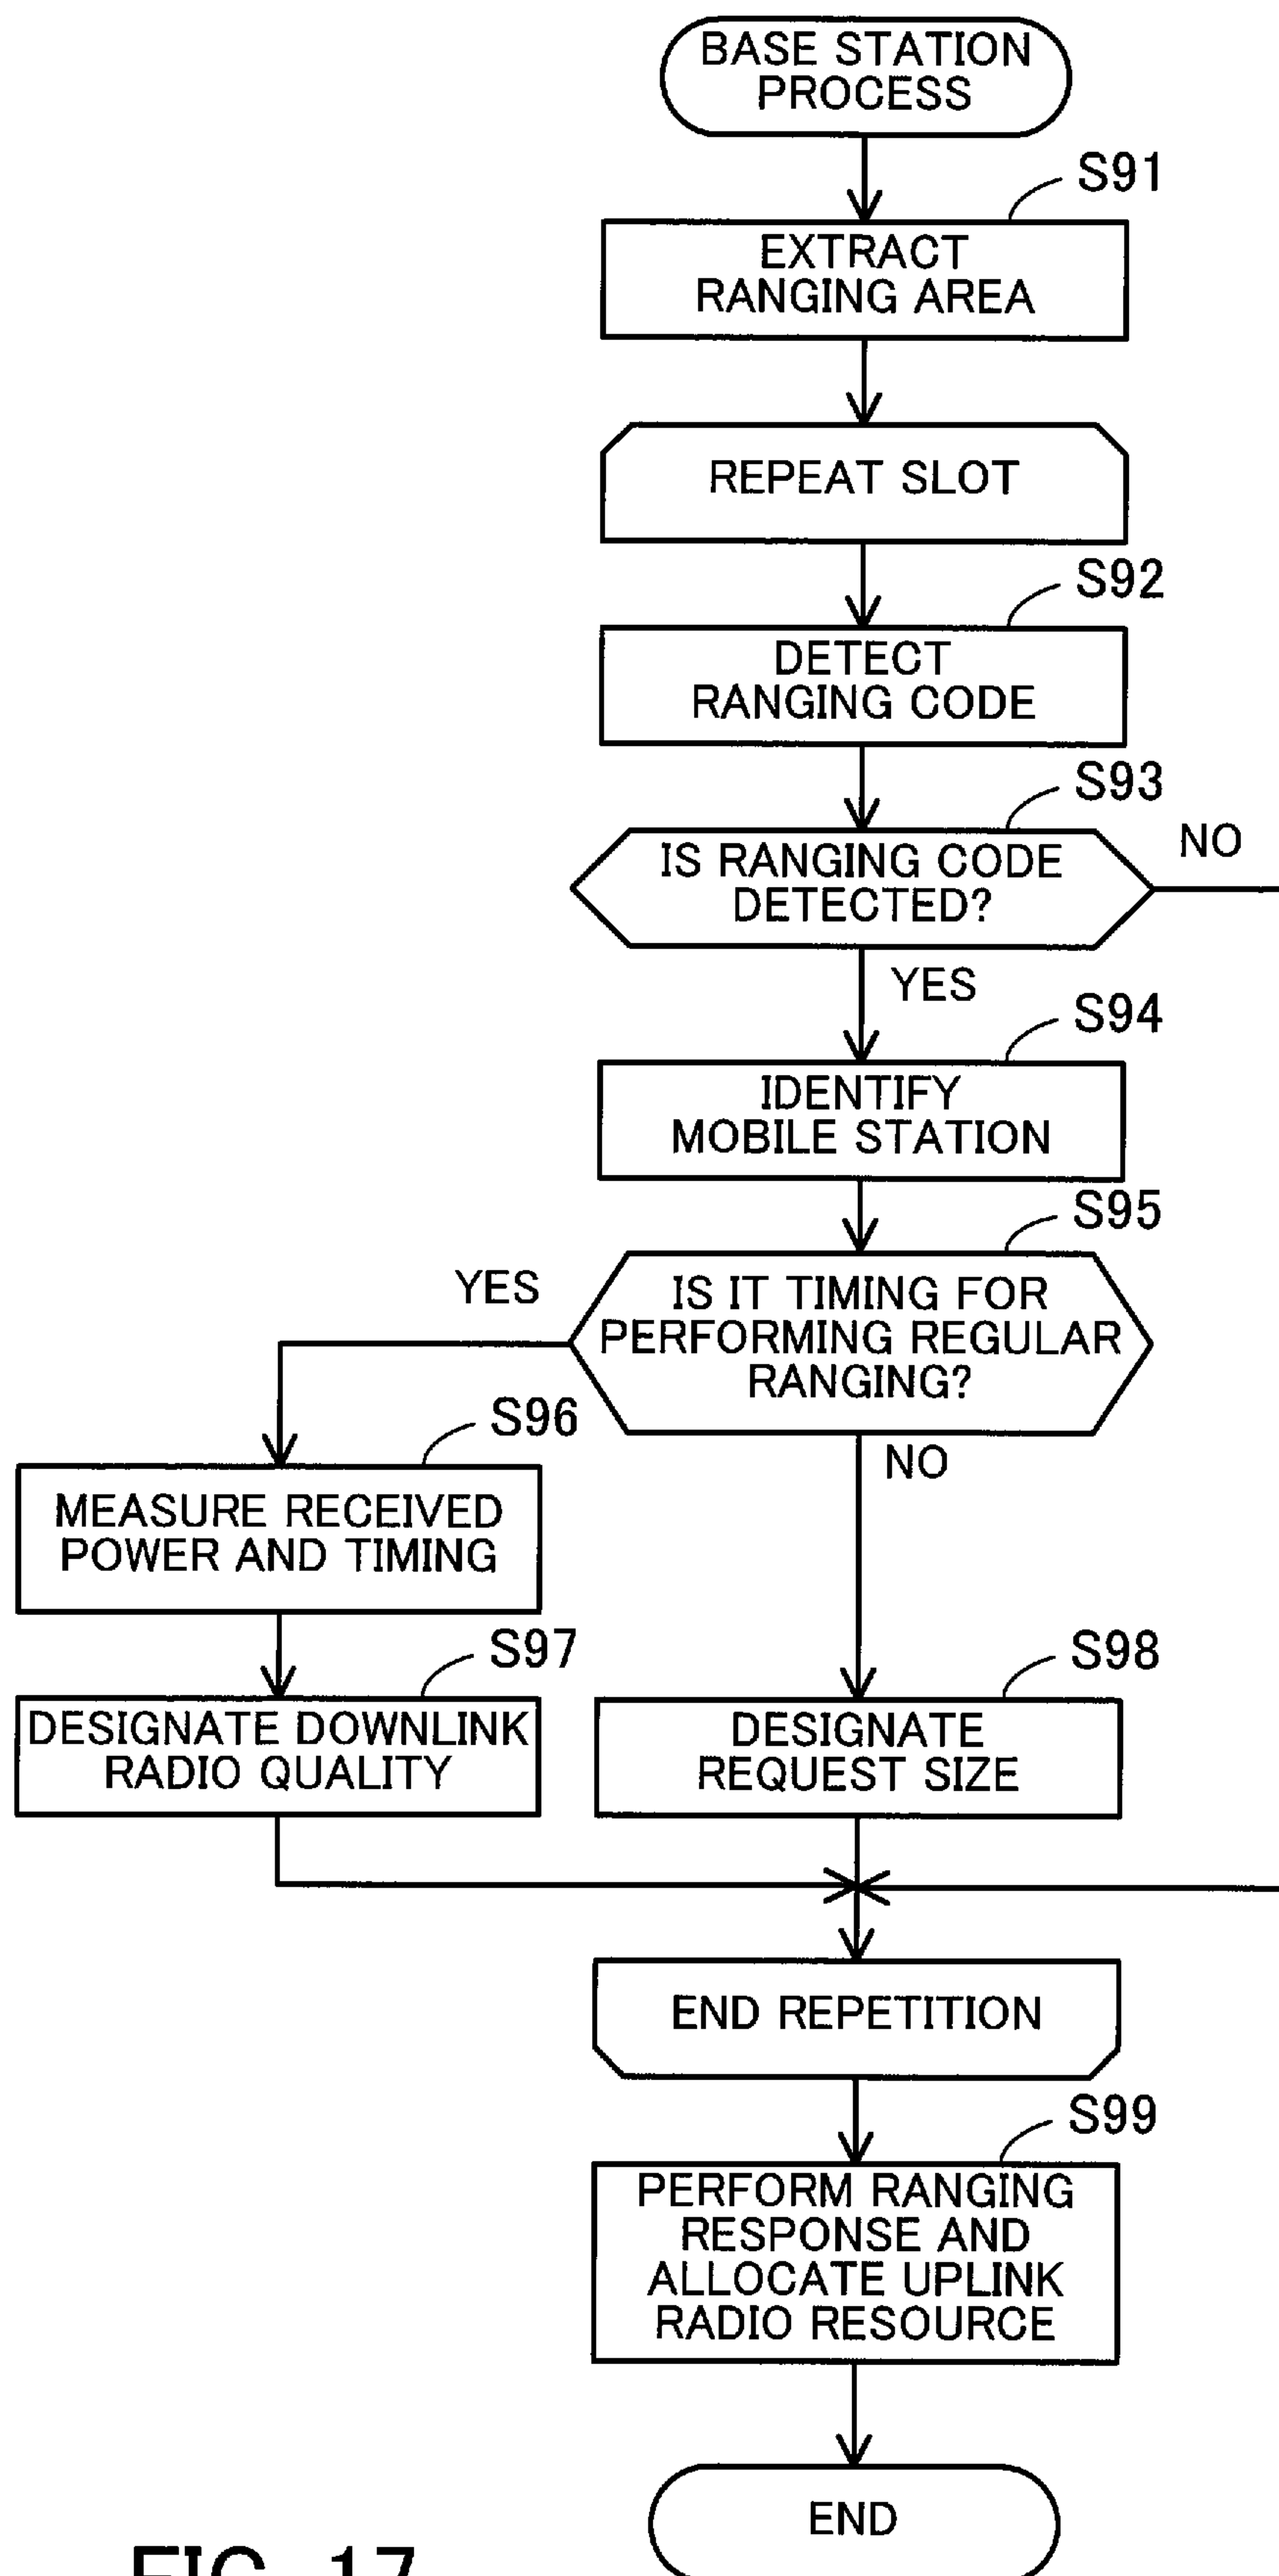 BASE STATION
PROCESS
S91
EXTRACT
RANGING AREA
REPEAT SLOT
S92
DETECT
RANGING CODE
S93
IS RANGING CODE
DETECTED?
NO
YES
S94
IDENTIFY
MOBILE STATION
S95
YES
IS IT TIMING FOR
PERFORMING REGULAR
RANGING?
NO
S96
MEASURE RECEIVED
POWER AND TIMING
S97
DESIGNATE DOWNLINK
RADIO QUALITY
S98
DESIGNATE
REQUEST SIZE
END REPETITION
S99
PERFORM RANGING
RESPONSE AND
ALLOCATE UPLINK
RADIO RESOURCE
END
FIG. 17